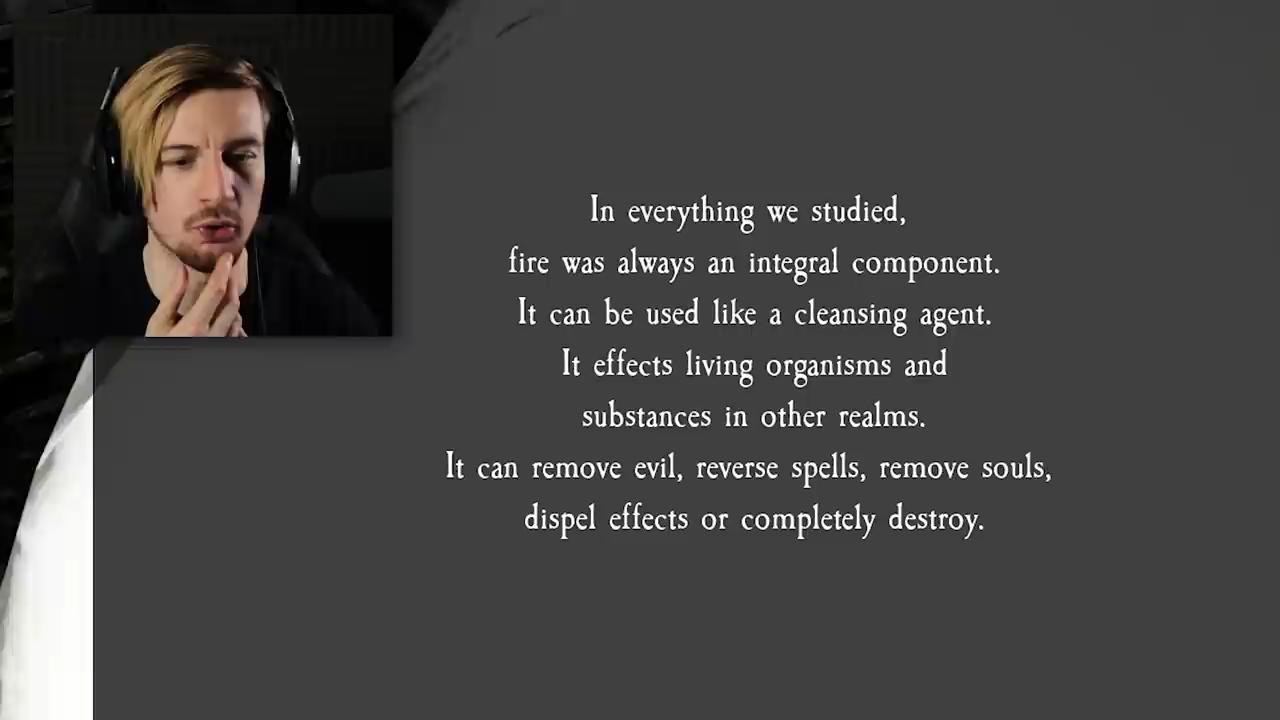 In everything we studied,
fire was always an integral component.
It can be used like a cleansing agent.
It effects living organisms and
substances in other realms.
It can remove evil, reverse spells, remove souls,
dispel effects or completely destroy.